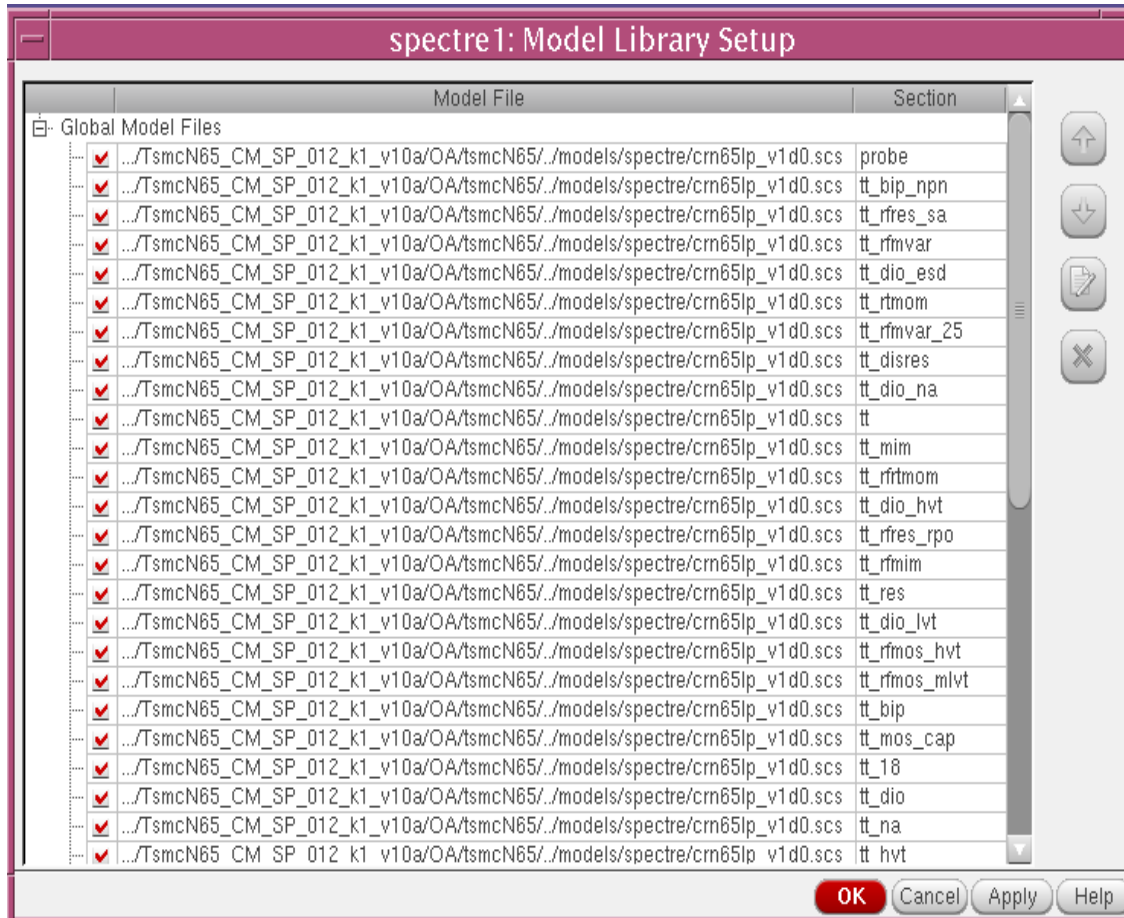 spectre1: Model Library Setup
Model File Section
Global Model Files
.../TsmcN65_CM_SP_012_k1_v10a/OA/tsmcN65/../models/spectre/crn65lp_v1d0.scs probe
.../TsmcN65_CM_SP_012_k1_v10a/OA/tsmcN65/../models/spectre/crn65lp_v1d0.scs tt_bip_npn
.../TsmcN65_CM_SP_012_k1_v10a/OA/tsmcN65/../models/spectre/crn65lp_v1d0.scs tt_rfres_sa
.../TsmcN65_CM_SP_012_k1_v10a/OA/tsmcN65/../models/spectre/crn65lp_v1d0.scs tt_rfmvar
.../TsmcN65_CM_SP_012_k1_v10a/OA/tsmcN65/../models/spectre/crn65lp_v1d0.scs tt_dio_esd
.../TsmcN65_CM_SP_012_k1_v10a/OA/tsmcN65/../models/spectre/crn65lp_v1d0.scs tt_rtmom
.../TsmcN65_CM_SP_012_k1_v10a/OA/tsmcN65/../models/spectre/crn65lp_v1d0.scs tt_rfmvar_25
.../TsmcN65_CM_SP_012_k1_v10a/OA/tsmcN65/../models/spectre/crn65lp_v1d0.scs tt_disres
.../TsmcN65_CM_SP_012_k1_v10a/OA/tsmcN65/../models/spectre/crn65lp_v1d0.scs tt_dio_na
.../TsmcN65_CM_SP_012_k1_v10a/OA/tsmcN65/../models/spectre/crn65lp_v1d0.scs tt
.../TsmcN65_CM_SP_012_k1_v10a/OA/tsmcN65/../models/spectre/crn65lp_v1d0.scs tt_mim
.../TsmcN65_CM_SP_012_k1_v10a/OA/tsmcN65/../models/spectre/crn65lp_v1d0.scs tt_rfrtmom
.../TsmcN65_CM_SP_012_k1_v10a/OA/tsmcN65/../models/spectre/crn65lp_v1d0.scs tt_dio_hvt
.../TsmcN65_CM_SP_012_k1_v10a/OA/tsmcN65/../models/spectre/crn65lp_v1d0.scs tt_rfres_rpo
.../TsmcN65_CM_SP_012_k1_v10a/OA/tsmcN65/../models/spectre/crn65lp_v1d0.scs tt_rfmim
.../TsmcN65_CM_SP_012_k1_v10a/OA/tsmcN65/../models/spectre/crn65lp_v1d0.scs tt_res
.../TsmcN65_CM_SP_012_k1_v10a/OA/tsmcN65/../models/spectre/crn65lp_v1d0.scs tt_dio_lvt
.../TsmcN65_CM_SP_012_k1_v10a/OA/tsmcN65/../models/spectre/crn65lp_v1d0.scs tt_rfmos_hvt
.../TsmcN65_CM_SP_012_k1_v10a/OA/tsmcN65/../models/spectre/crn65lp_v1d0.scs tt_rfmos_mlvt
.../TsmcN65_CM_SP_012_k1_v10a/OA/tsmcN65/../models/spectre/crn65lp_v1d0.scs tt_bip
.../TsmcN65_CM_SP_012_k1_v10a/OA/tsmcN65/../models/spectre/crn65lp_v1d0.scs tt_mos_cap
.../TsmcN65_CM_SP_012_k1_v10a/OA/tsmcN65/../models/spectre/crn65lp_v1d0.scs tt_18
.../TsmcN65_CM_SP_012_k1_v10a/OA/tsmcN65/../models/spectre/crn65lp_v1d0.scs tt_dio
.../TsmcN65_CM_SP_012_k1_v10a/OA/tsmcN65/../models/spectre/crn65lp_v1d0.scs tt_na
.../TsmcN65_CM_SP_012_k1_v10a/OA/tsmcN65/../models/spectre/crn65lp_v1d0.scs tt_hvt
OK Cancel Apply Help